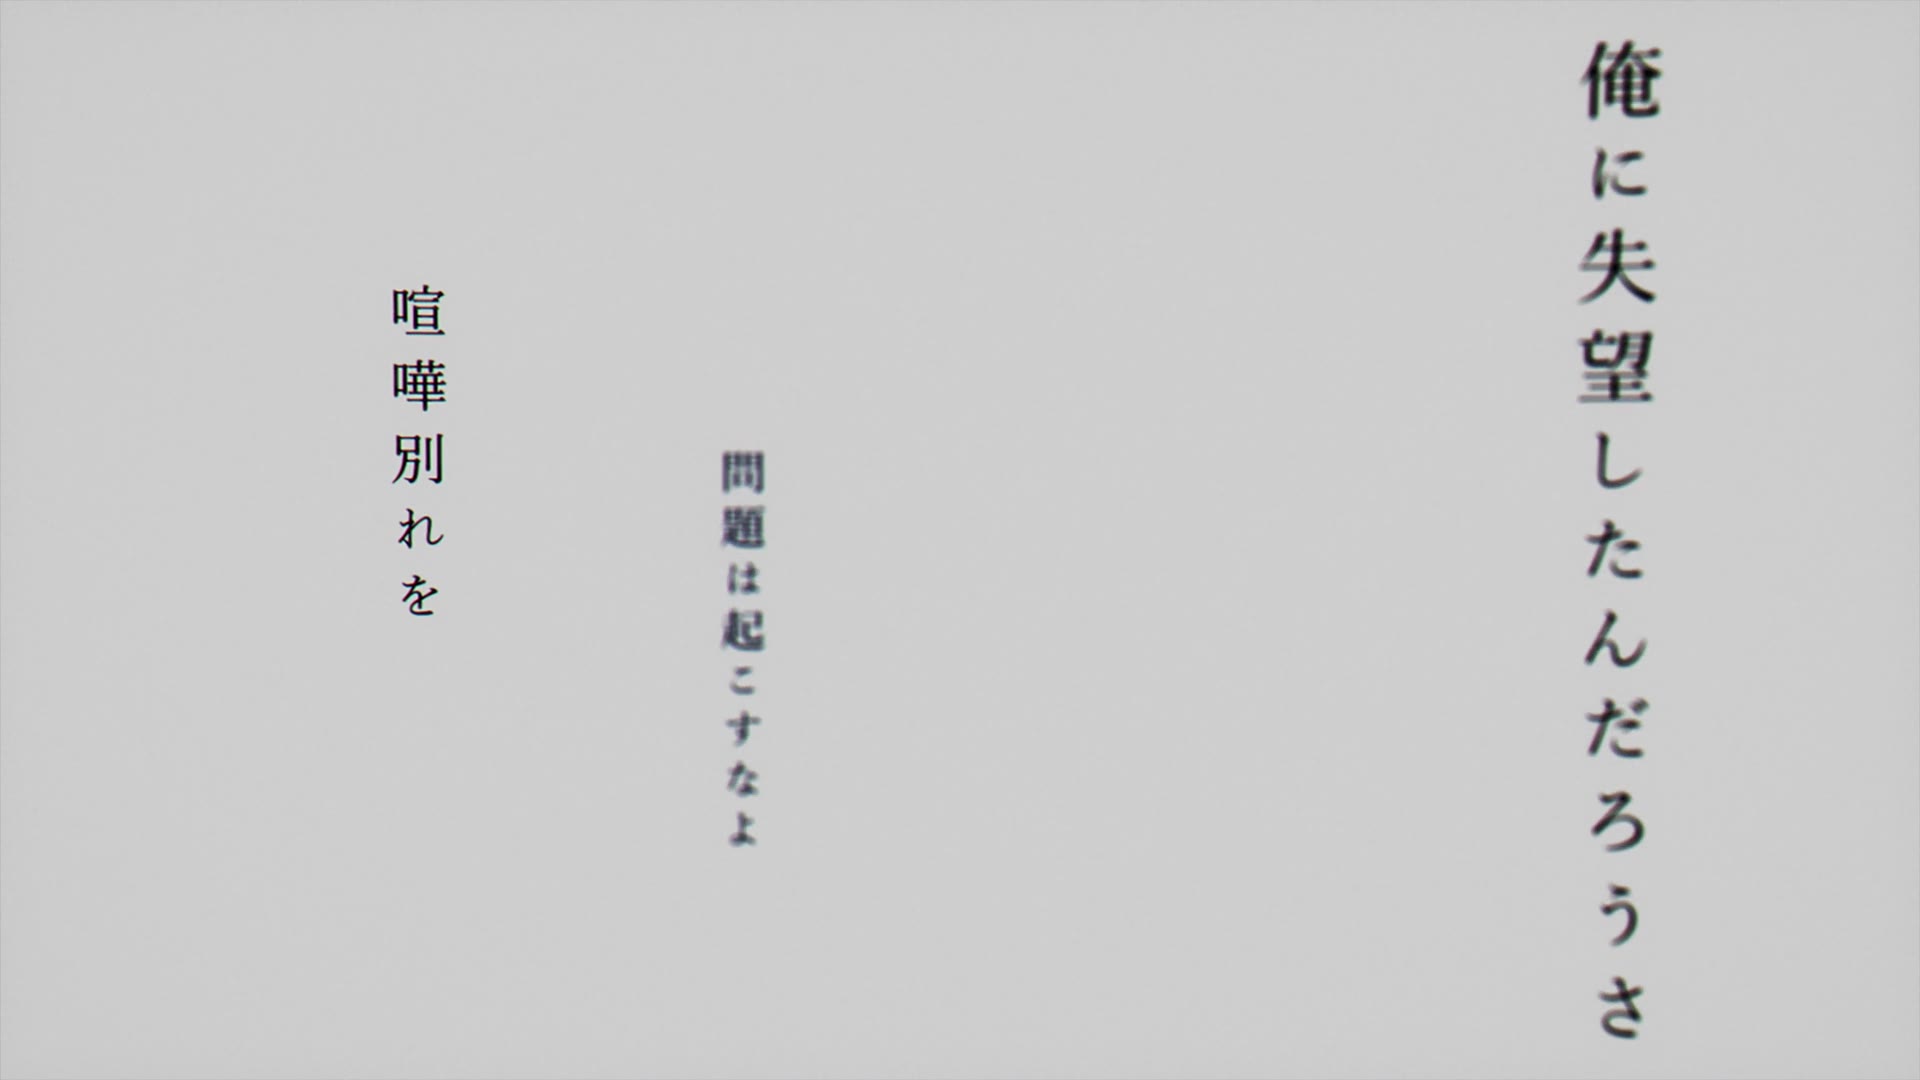 俺に失望したんだろうさ
問題は起こすなよ
喧嘩別れを